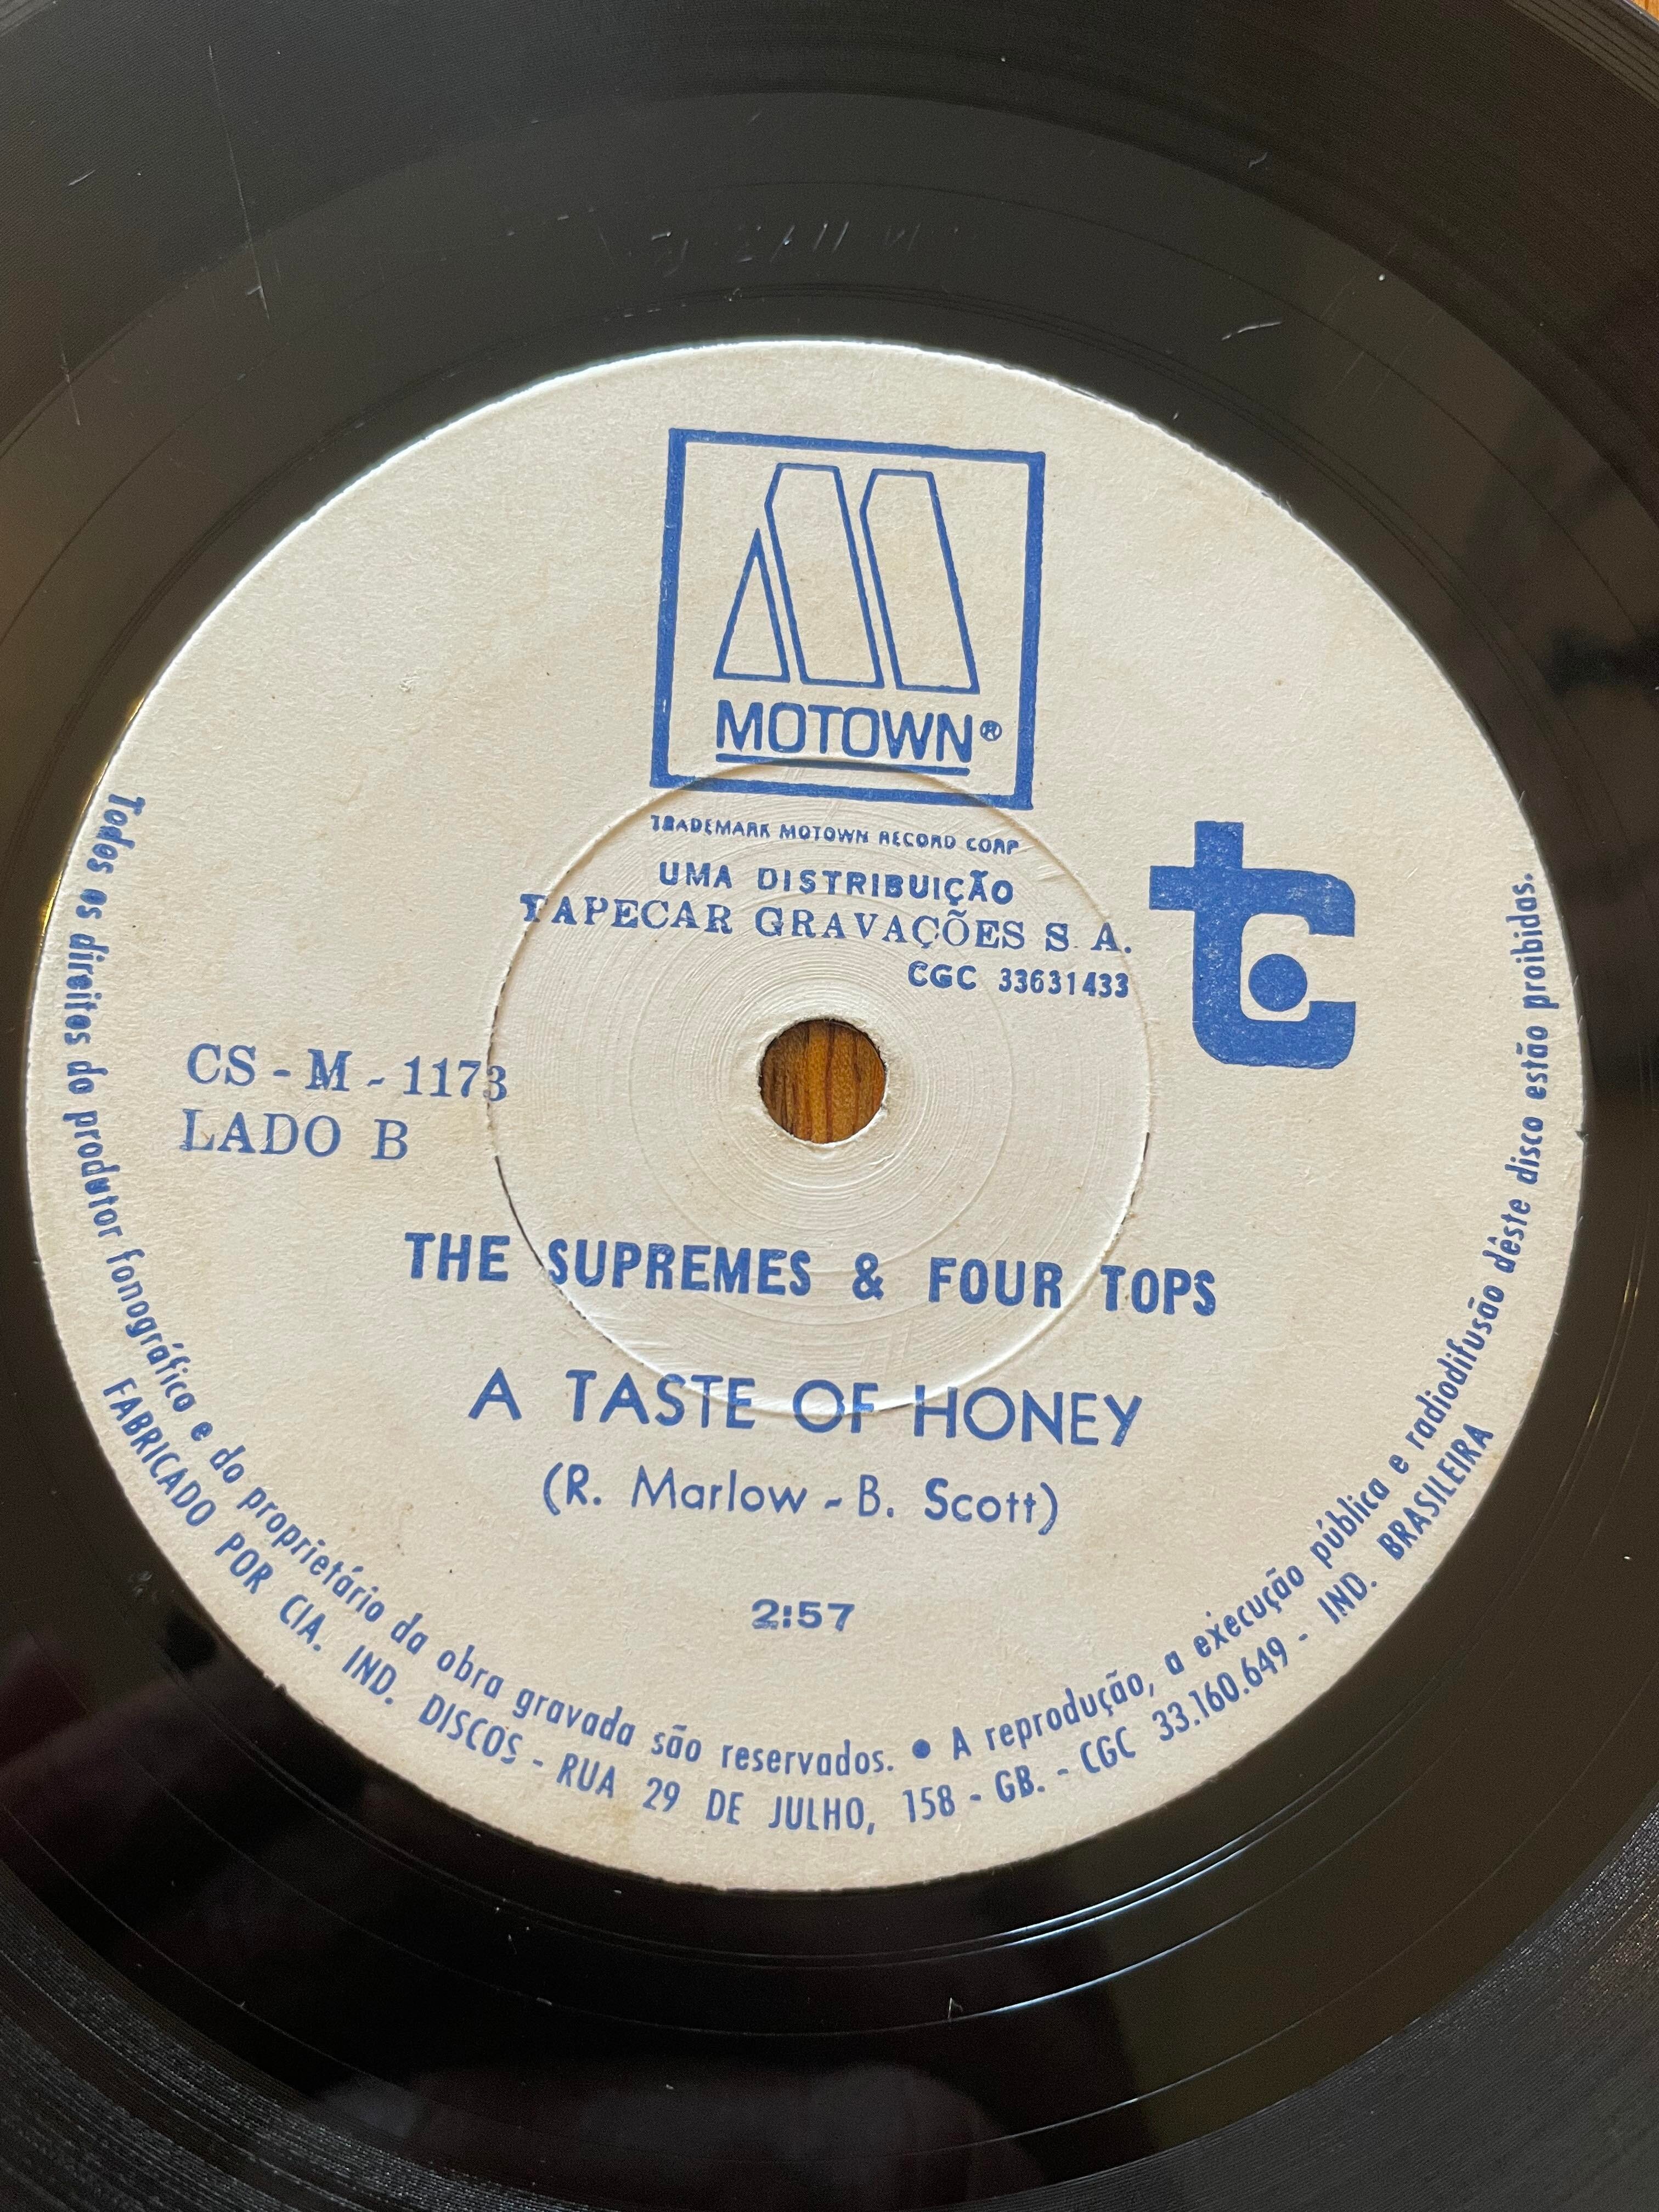 MOTOWN®
TRADEMARK MOTOWN RECORD CORP
UMA DISTRIBUIÇÃO
TAPECAR GRAVAÇÕES S A.
CGC 33631433
tc
CS - M - 1173
LADO B
THE SUPREMES & FOUR TOPS
A TASTE OF HONEY
(R. Marlow - B. Scott)
2:57
Todos os direitos do produtor fonográfico e do proprietário da obra gravada são reservados. • A reprodução, a execução pública e radiodifusão dêste disco estão proibidas.
FABRICADO POR CIA. IND. DISCOS - RUA 29 DE JULHO, 158 - GB. - CGC 33.160.649 - IND. BRASILEIRA